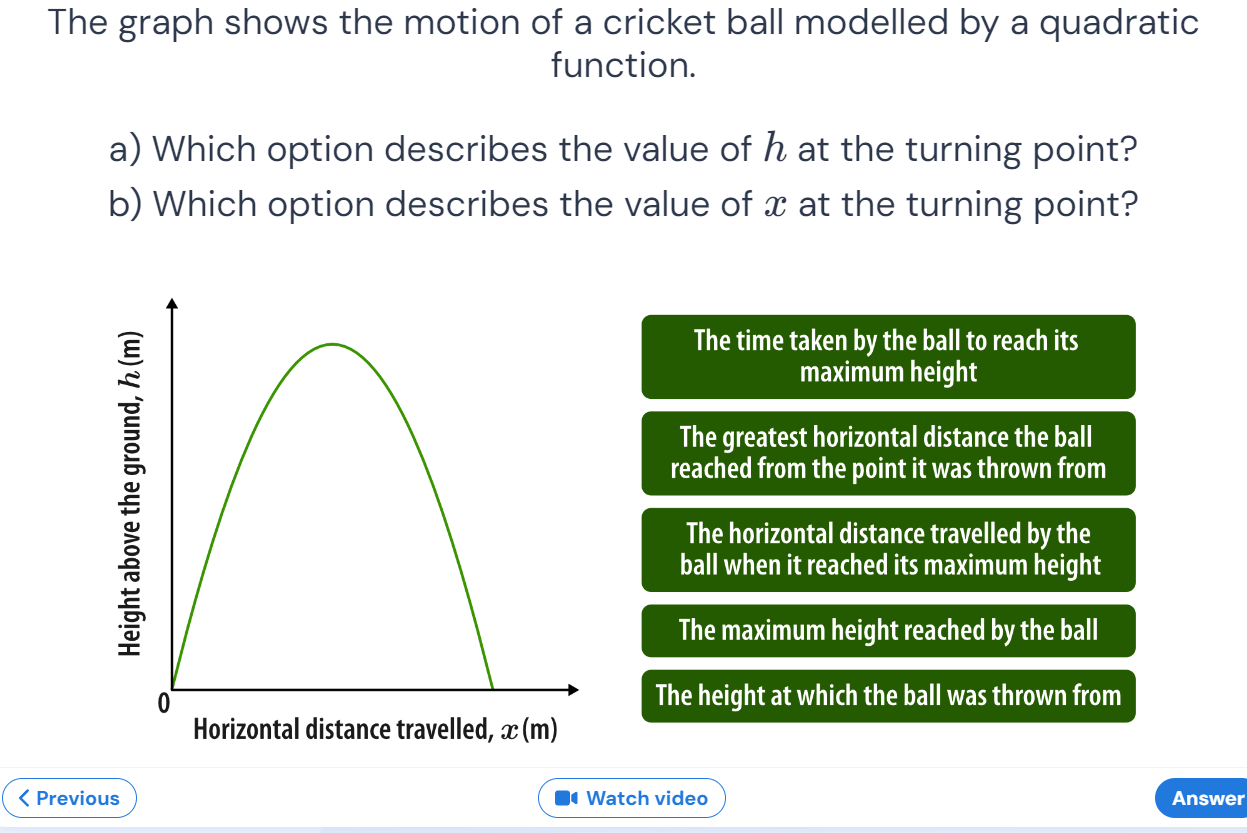 The graph shows the motion of a cricket ball modelled by a quadratic
function.
a) Which option describes the value of h at the turning point?
b) Which option describes the value of x at the turning point?
Height above the ground, h (m)
0
Horizontal distance travelled, x (m)
The time taken by the ball to reach its
maximum height
The greatest horizontal distance the ball
reached from the point it was thrown from
The horizontal distance travelled by the
ball when it reached its maximum height
The maximum height reached by the ball
The height at which the ball was thrown from
Previous
Watch video
Answer